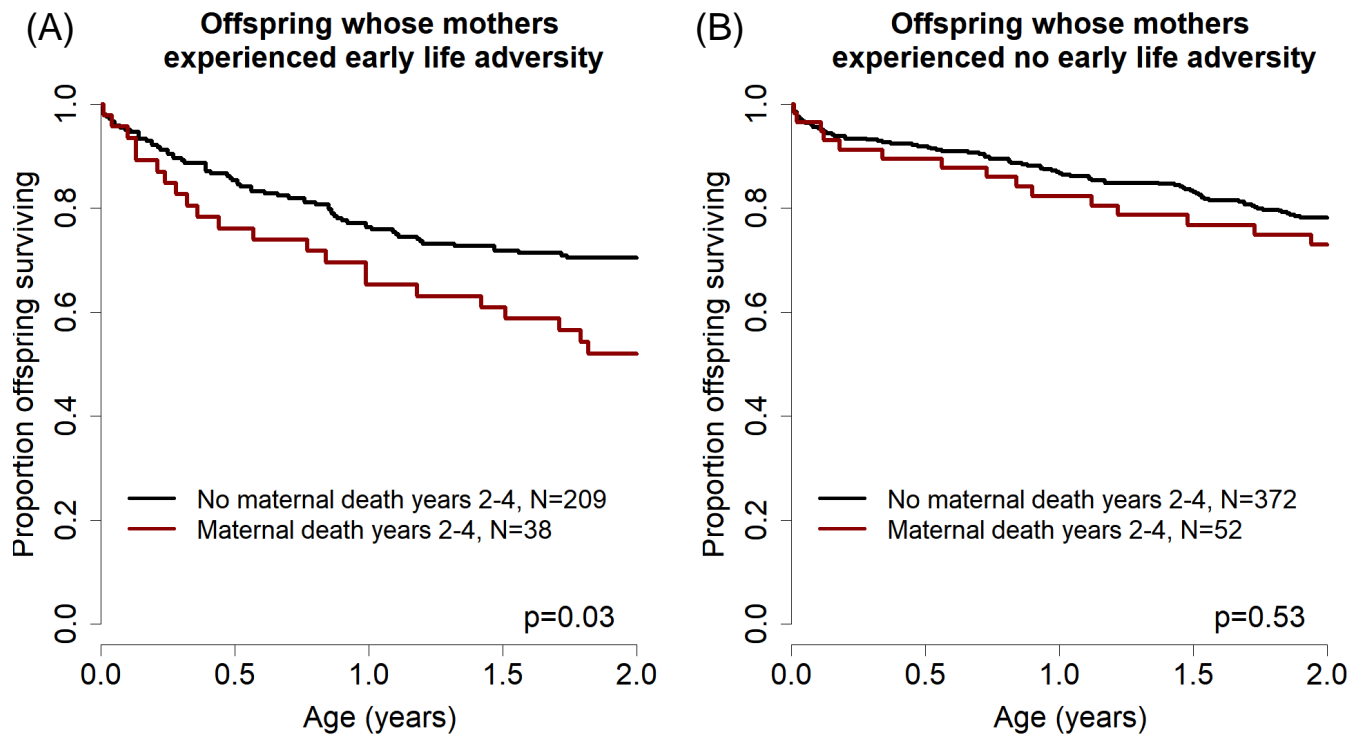 (A)
Offspring whose mothers
experienced early life adversity
Proportion offspring surviving
1.0
0.8
0.6
0.4
0.2
0.0
No maternal death years 2-4, N=209
Maternal death years 2-4, N=38
p=0.03
0.0 0.5 1.0 1.5 2.0
Age (years)
(B)
Offspring whose mothers
experienced no early life adversity
Proportion offspring surviving
1.0
0.8
0.6
0.4
0.2
0.0
No maternal death years 2-4, N=372
Maternal death years 2-4, N=52
p=0.53
0.0 0.5 1.0 1.5 2.0
Age (years)